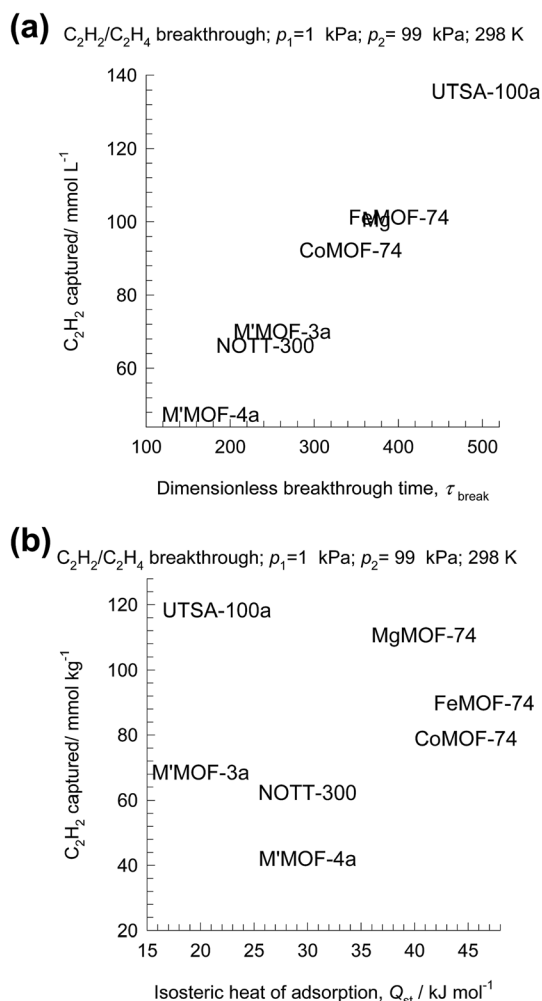 (a) C₂H₂/C₂H₄ breakthrough; p₁=1 kPa; p₂= 99 kPa; 298 K
140
120
100
80
60
C₂H₂ captured/ mmol L⁻¹
UTSA-100a
FeMOF-74
Mg
CoMOF-74
M'MOF-3a
NOTT-300
M'MOF-4a
100 200 300 400 500
Dimensionless breakthrough time, τ break
(b) C₂H₂/C₂H₄ breakthrough; p₁=1 kPa; p₂= 99 kPa; 298 K
120
100
80
60
40
20
C₂H₂ captured/ mmol kg⁻¹
UTSA-100a
MgMOF-74
FeMOF-74
CoMOF-74
M'MOF-3a
NOTT-300
M'MOF-4a
15 20 25 30 35 40 45
Isosteric heat of adsorption, Qst / kJ mol⁻¹